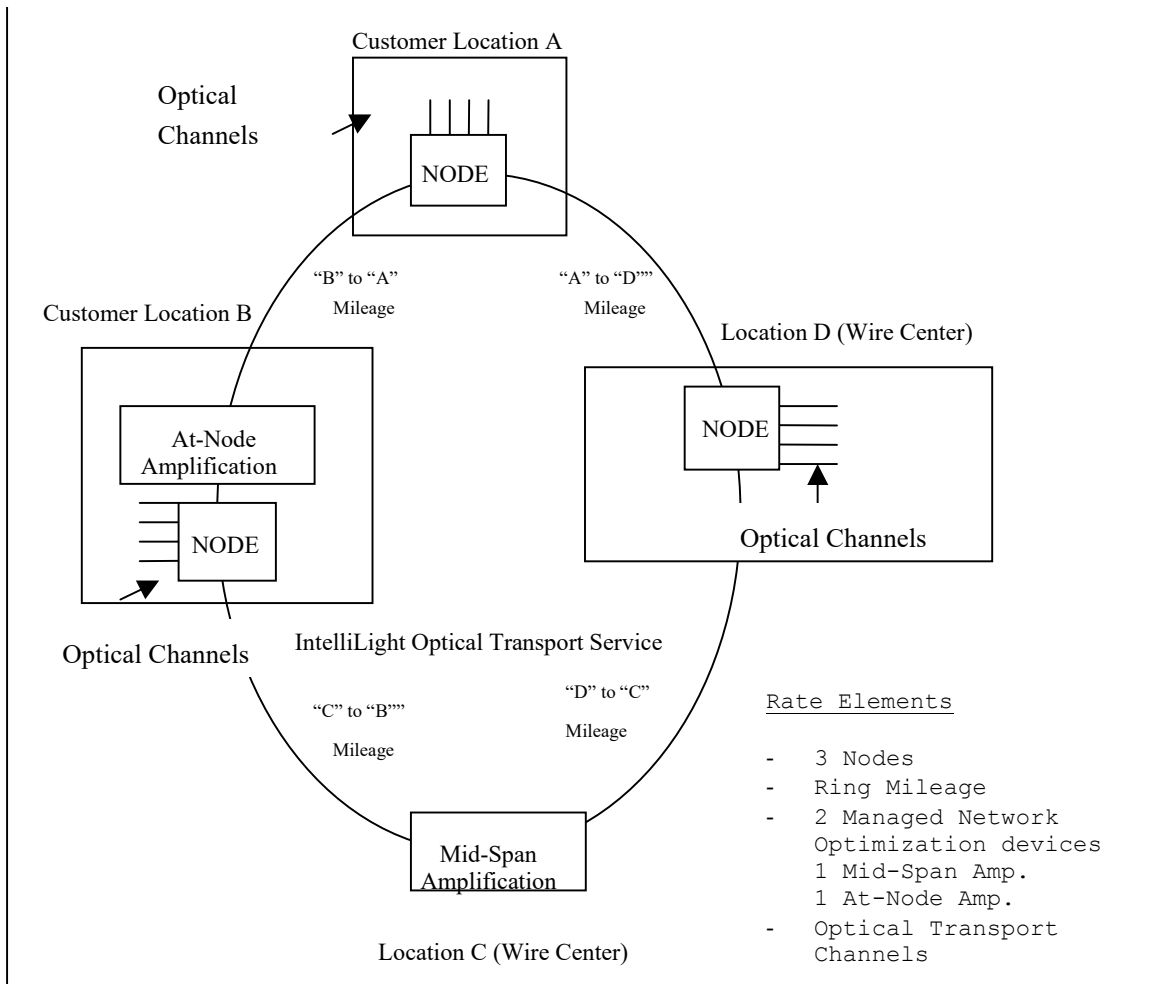 Customer Location A
Optical
Channels
NODE
“B” to “A”
Mileage
“A” to “D””
Mileage
Customer Location B
Location D (Wire Center)
At-Node
Amplification
NODE
NODE
Optical Channels
Optical Channels
IntelliLight Optical Transport Service
“C” to “B””
Mileage
“D” to “C”
Mileage
Rate Elements
- 3 Nodes
- Ring Mileage
- 2 Managed Network
Optimization devices
1 Mid-Span Amp.
1 At-Node Amp.
- Optical Transport
Channels
Mid-Span
Amplification
Location C (Wire Center)